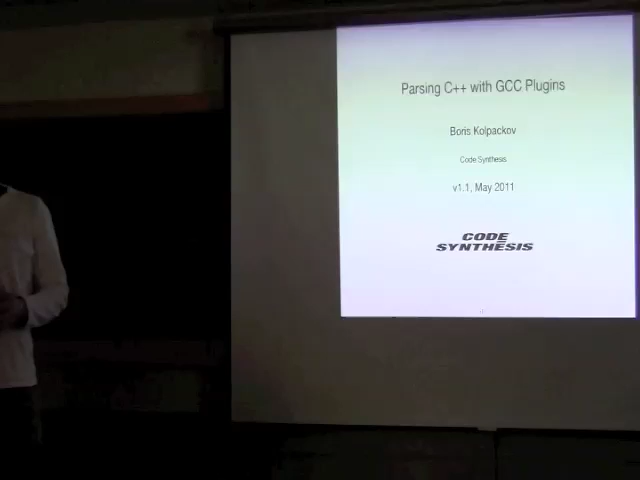 Parsing C++ with GCC Plugins
Boris Kolpackov
Code Synthesis
v1.1, May 2011
CODE
SYNTHESIS